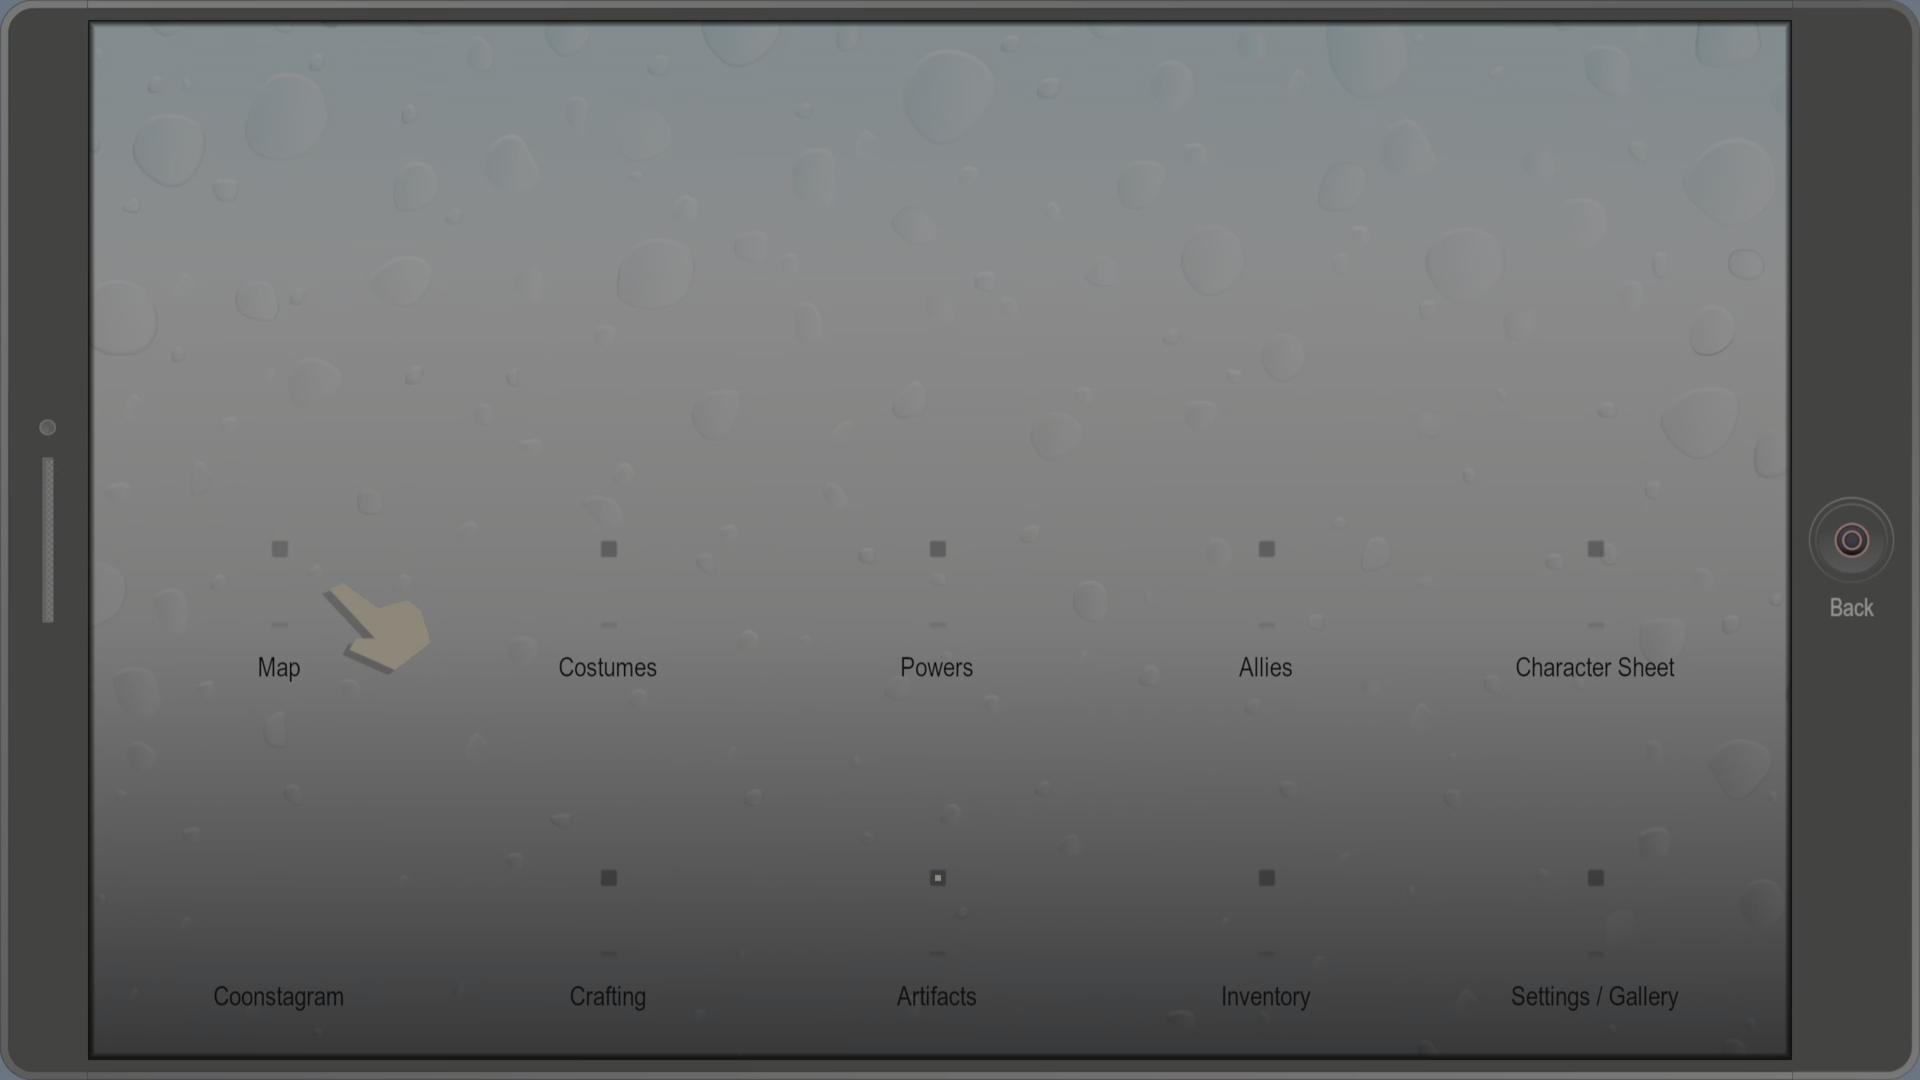 Back
Map
Costumes
Powers
Allies
Character Sheet
Coonstagram
Crafting
Artifacts
Inventory
Settings / Gallery